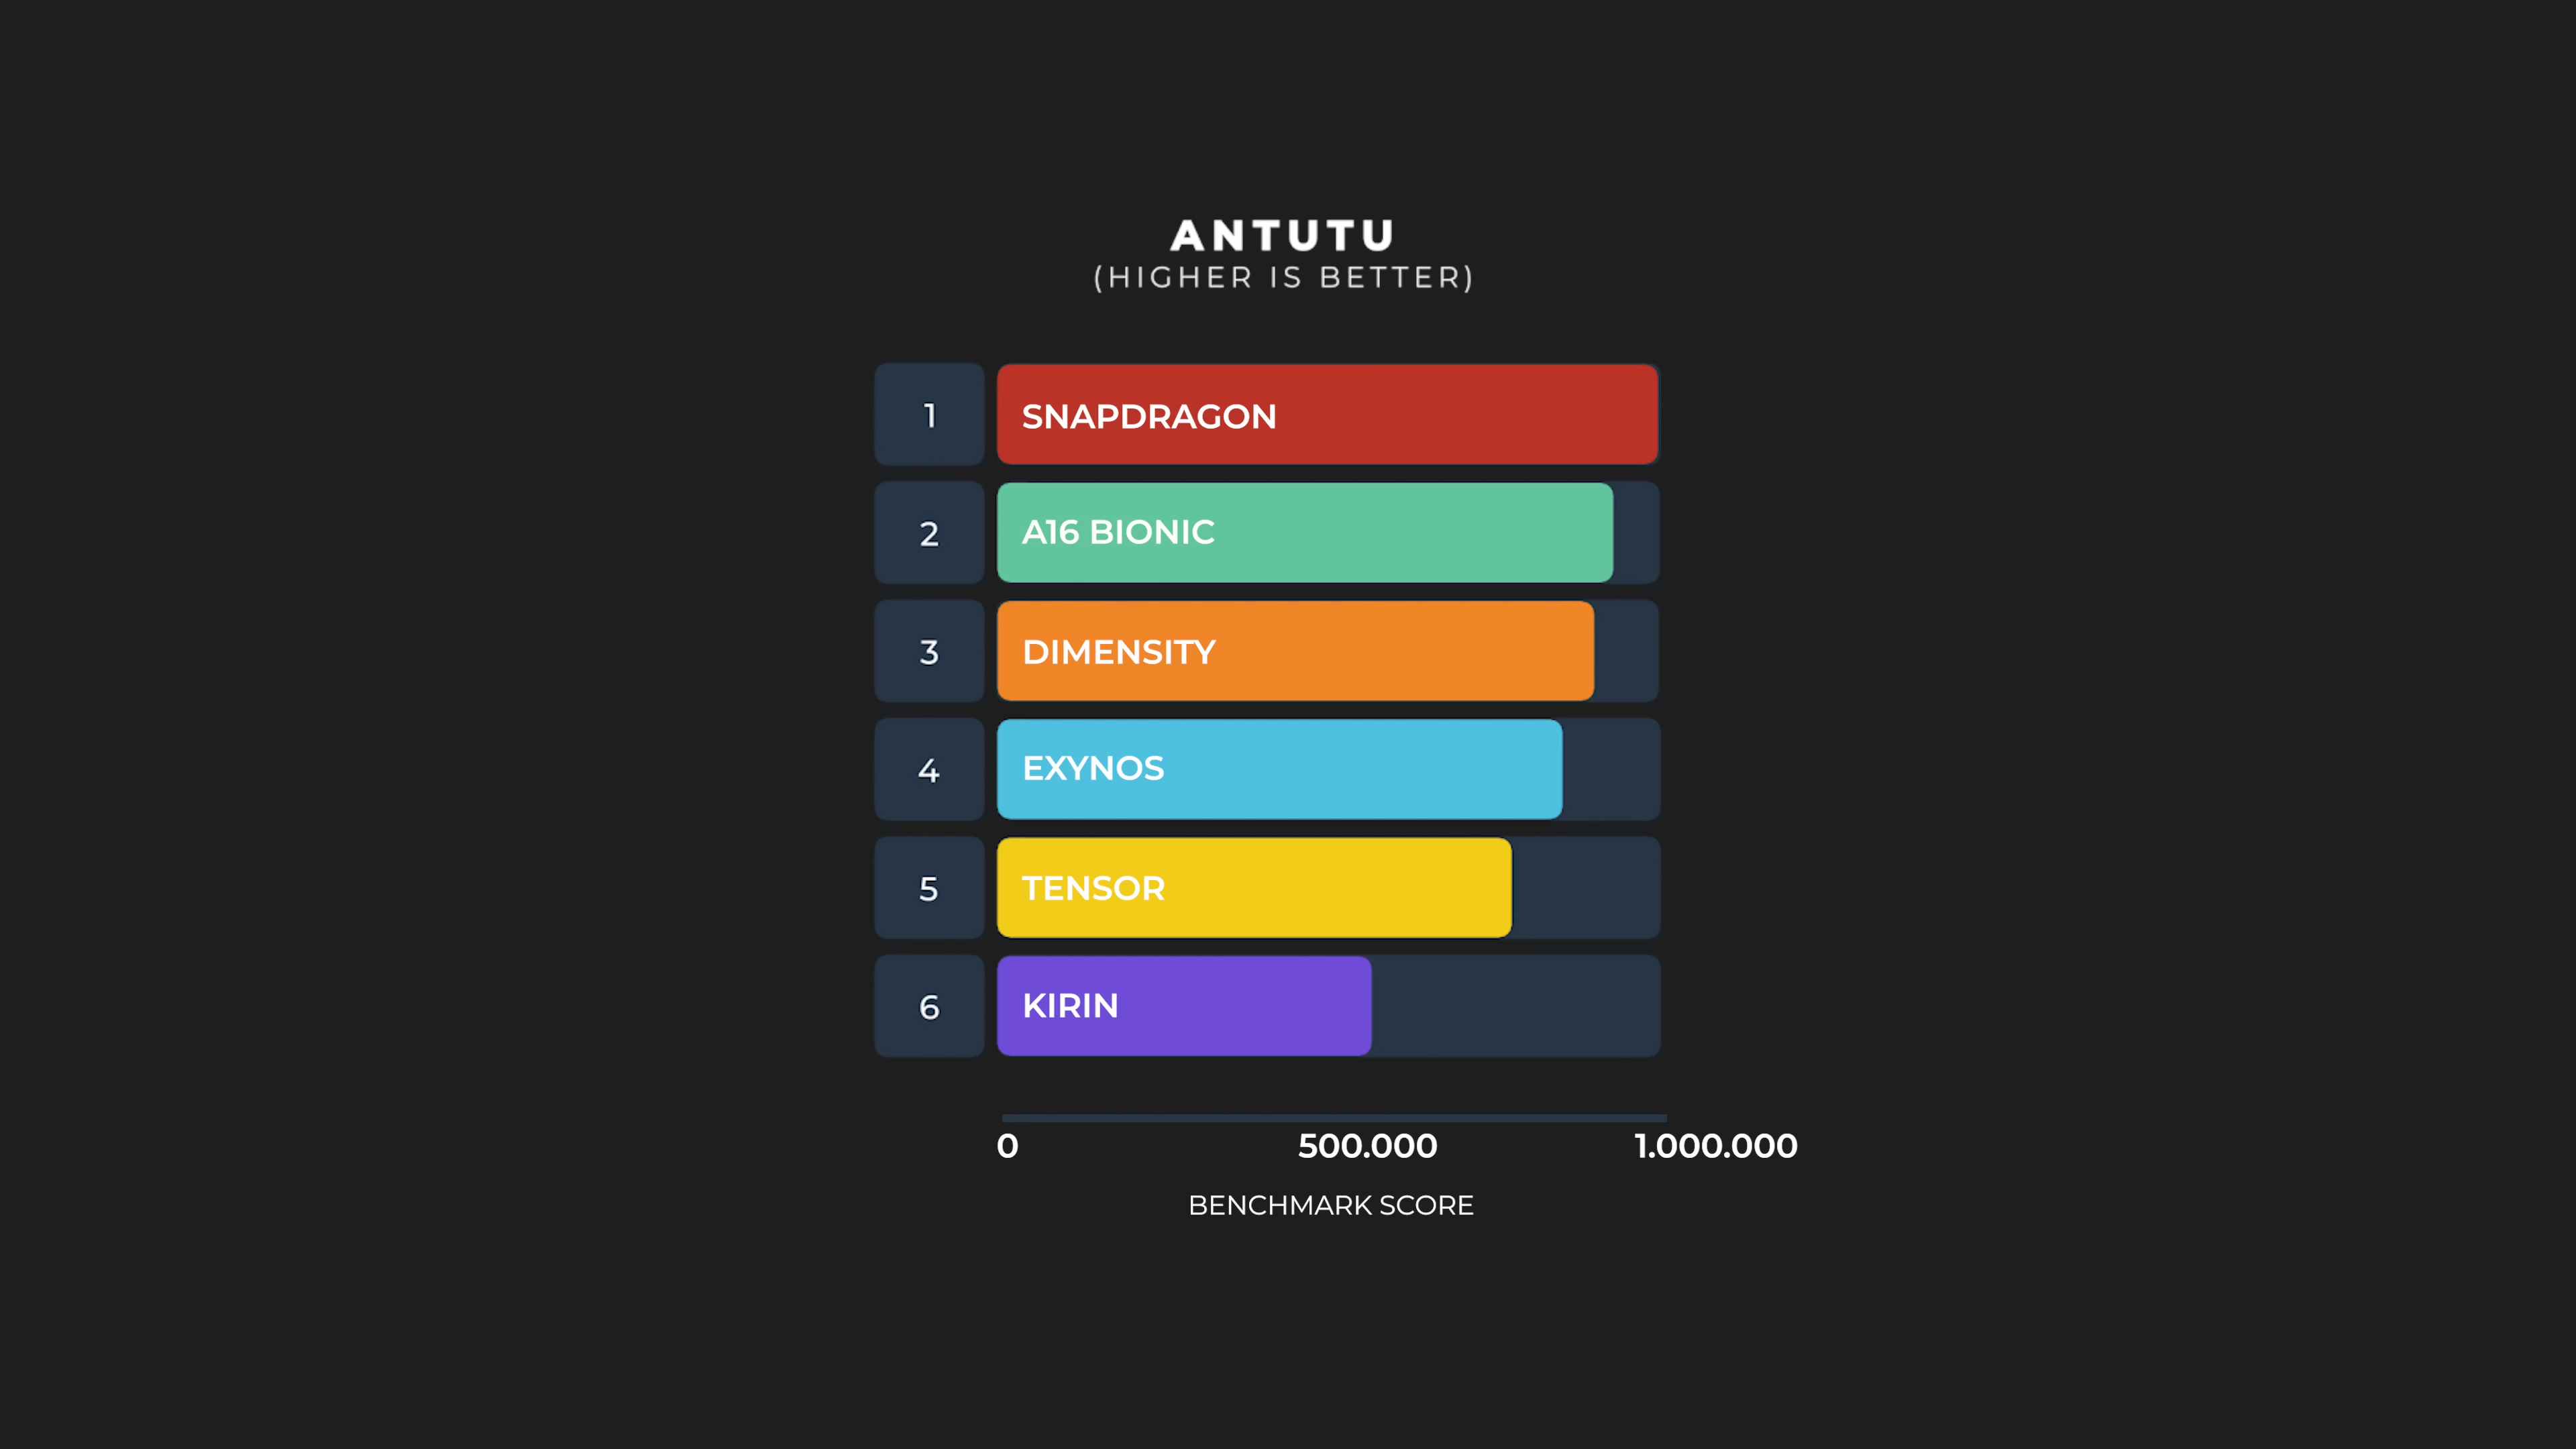 ANTUTU
(HIGHER IS BETTER)
1 SNAPDRAGON
2 A16 BIONIC
3 DIMENSITY
4 EXYNOS
5 TENSOR
6 KIRIN
0 500.000 1.000.000
BENCHMARK SCORE